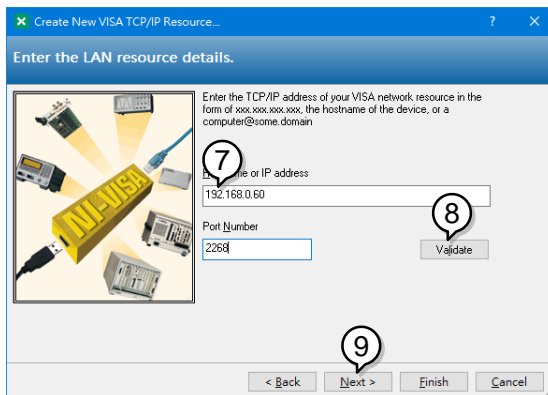 Create New VISA TCP/IP Resou...
?
Enter the LAN resource details.
Enter the TCP/IP address of your VISA network resource in the
form of xxx.xxx.xxx.xxx, the hostname of the device, or a
computer@some.domain
7
or IP address
192.168.0.60
8
Port Number
2268
Validate
NI-VISA
9
< Back
Next >
Finish
Cancel